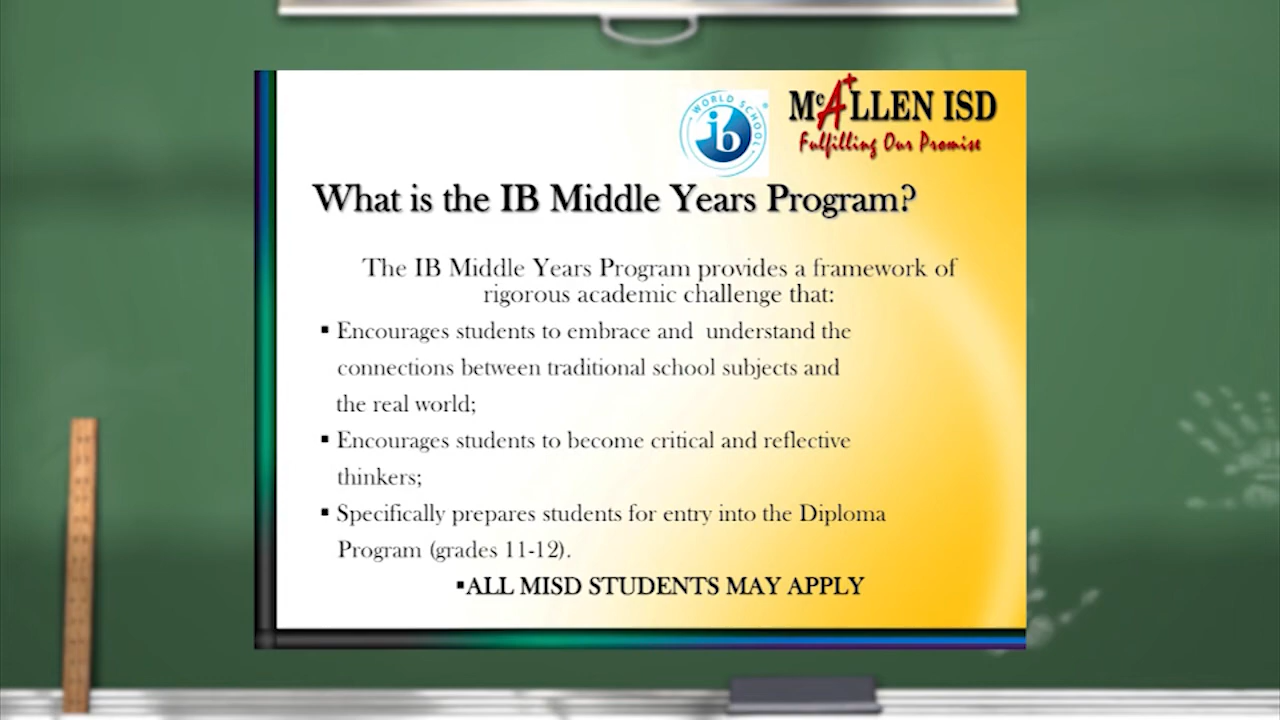 WORLD SCHOOL
ib
®
McALLEN ISD
Fulfilling Our Promise
What is the IB Middle Years Program?
The IB Middle Years Program provides a framework of
rigorous academic challenge that:
▪ Encourages students to embrace and understand the
connections between traditional school subjects and
the real world;
▪ Encourages students to become critical and reflective
thinkers;
▪ Specifically prepares students for entry into the Diploma
Program (grades 11-12).
▪ALL MISD STUDENTS MAY APPLY